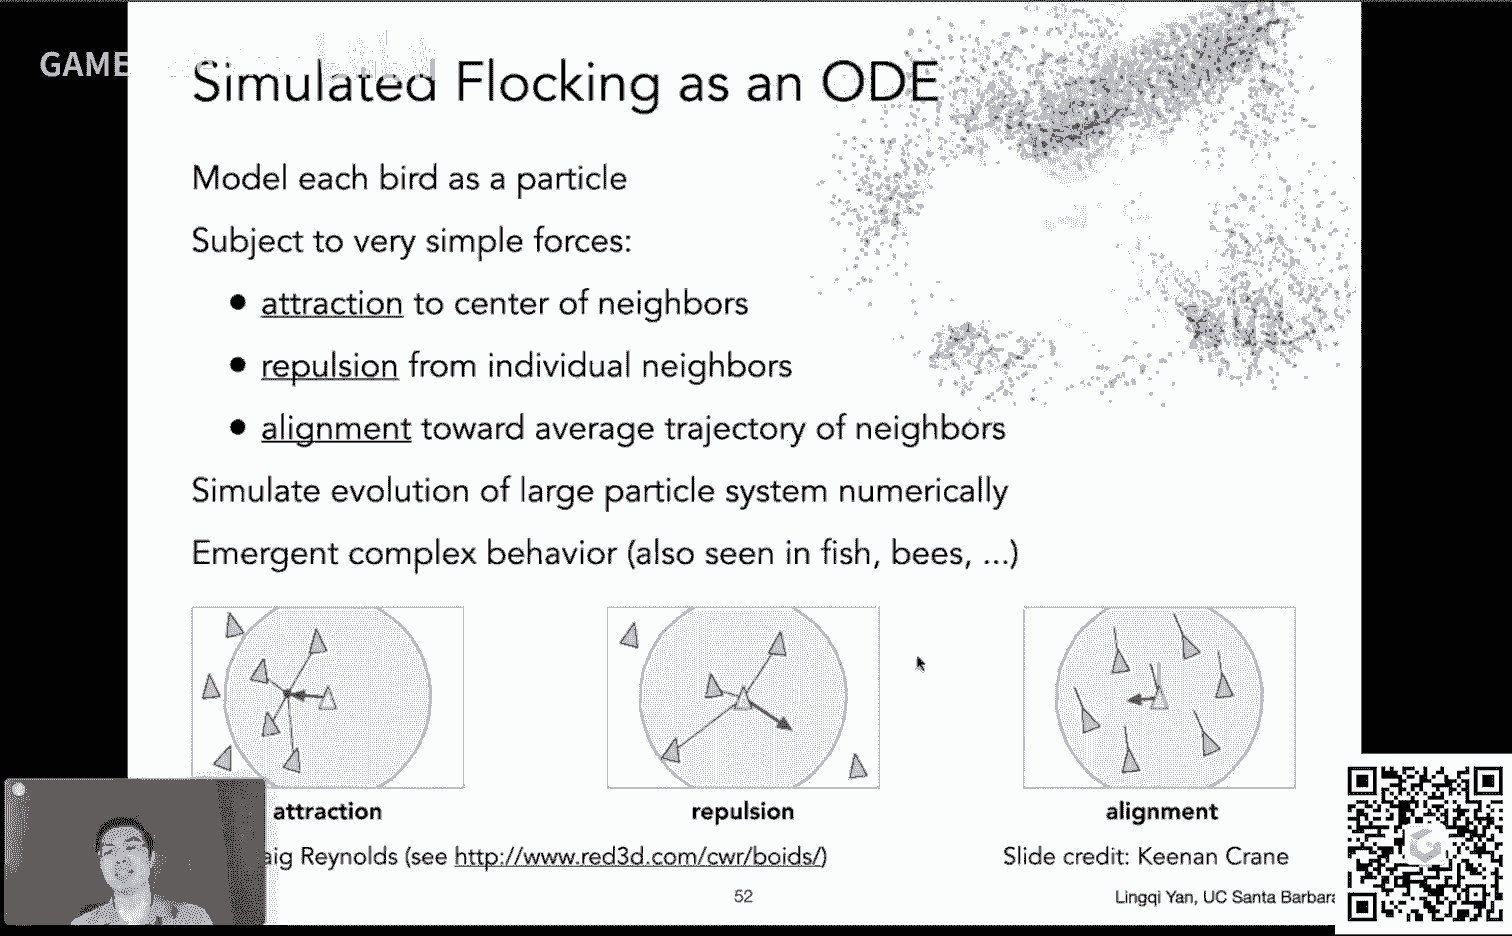 GAME
Simulated Flocking as an ODE
Model each bird as a particle
Subject to very simple forces:
• attraction to center of neighbors
• repulsion from individual neighbors
• alignment toward average trajectory of neighbors
Simulate evolution of large particle system numerically
Emergent complex behavior (also seen in fish, bees, ...)
attraction
repulsion
alignment
aig Reynolds (see http://www.red3d.com/cwr/boids/)
Slide credit: Keenan Crane
52
Lingqi Yan, UC Santa Barbara